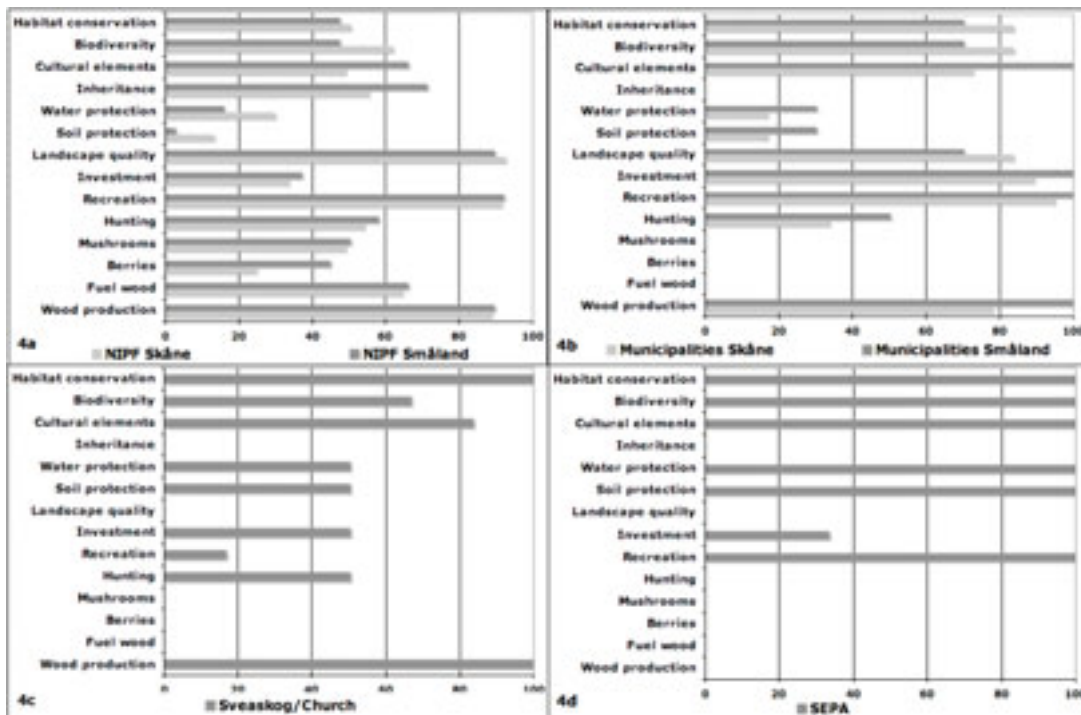 Habitat conservation
Biodiversity
Cultural elements
Inheritance
Water protection
Soil protection
Landscape quality
Investment
Recreation
Hunting
Mushrooms
Berries
Fuel wood
Wood production
0 20 40 60 80 100
4a NIPF Skåne NIPF Småland
Habitat conservation
Biodiversity
Cultural elements
Inheritance
Water protection
Soil protection
Landscape quality
Investment
Recreation
Hunting
Mushrooms
Berries
Fuel wood
Wood production
0 20 40 60 80 100
4b Municipalities Skåne Municipalities Småland
Habitat conservation
Biodiversity
Cultural elements
Inheritance
Water protection
Soil protection
Landscape quality
Investment
Recreation
Hunting
Mushrooms
Berries
Fuel wood
Wood production
0 20 40 60 80 100
4c Sveaskog/Church
Habitat conservation
Biodiversity
Cultural elements
Inheritance
Water protection
Soil protection
Landscape quality
Investment
Recreation
Hunting
Mushrooms
Berries
Fuel wood
Wood production
0 20 40 60 80 100
4d SEPA